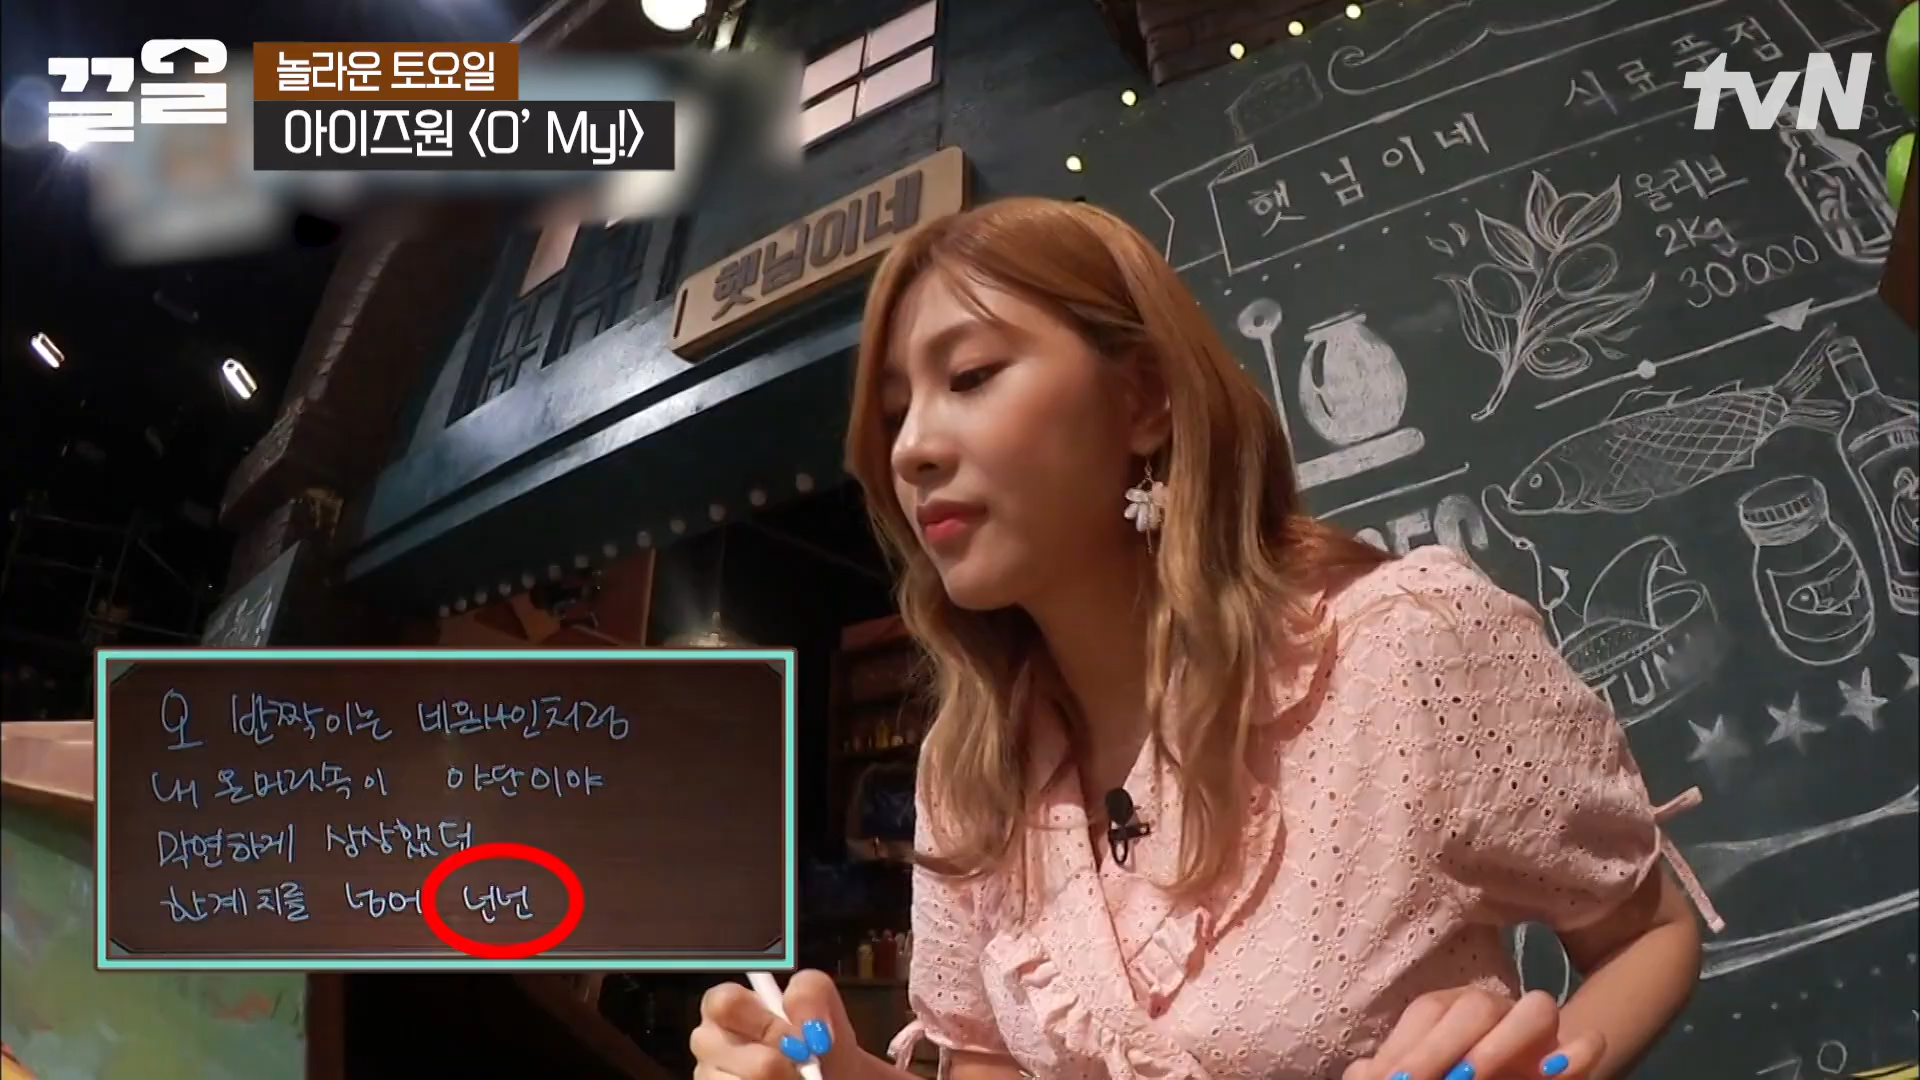 끌올
놀라운 토요일
아이즈원 <O' My!>
tvN
식료품점
햇님이네
올리브
2kg
30,000
햇님이네
오 반짝이는 네온사인처럼
내 온머릿속이 야단이야
막연하게 상상했던
한계치를 넘어 넌넌
TUN